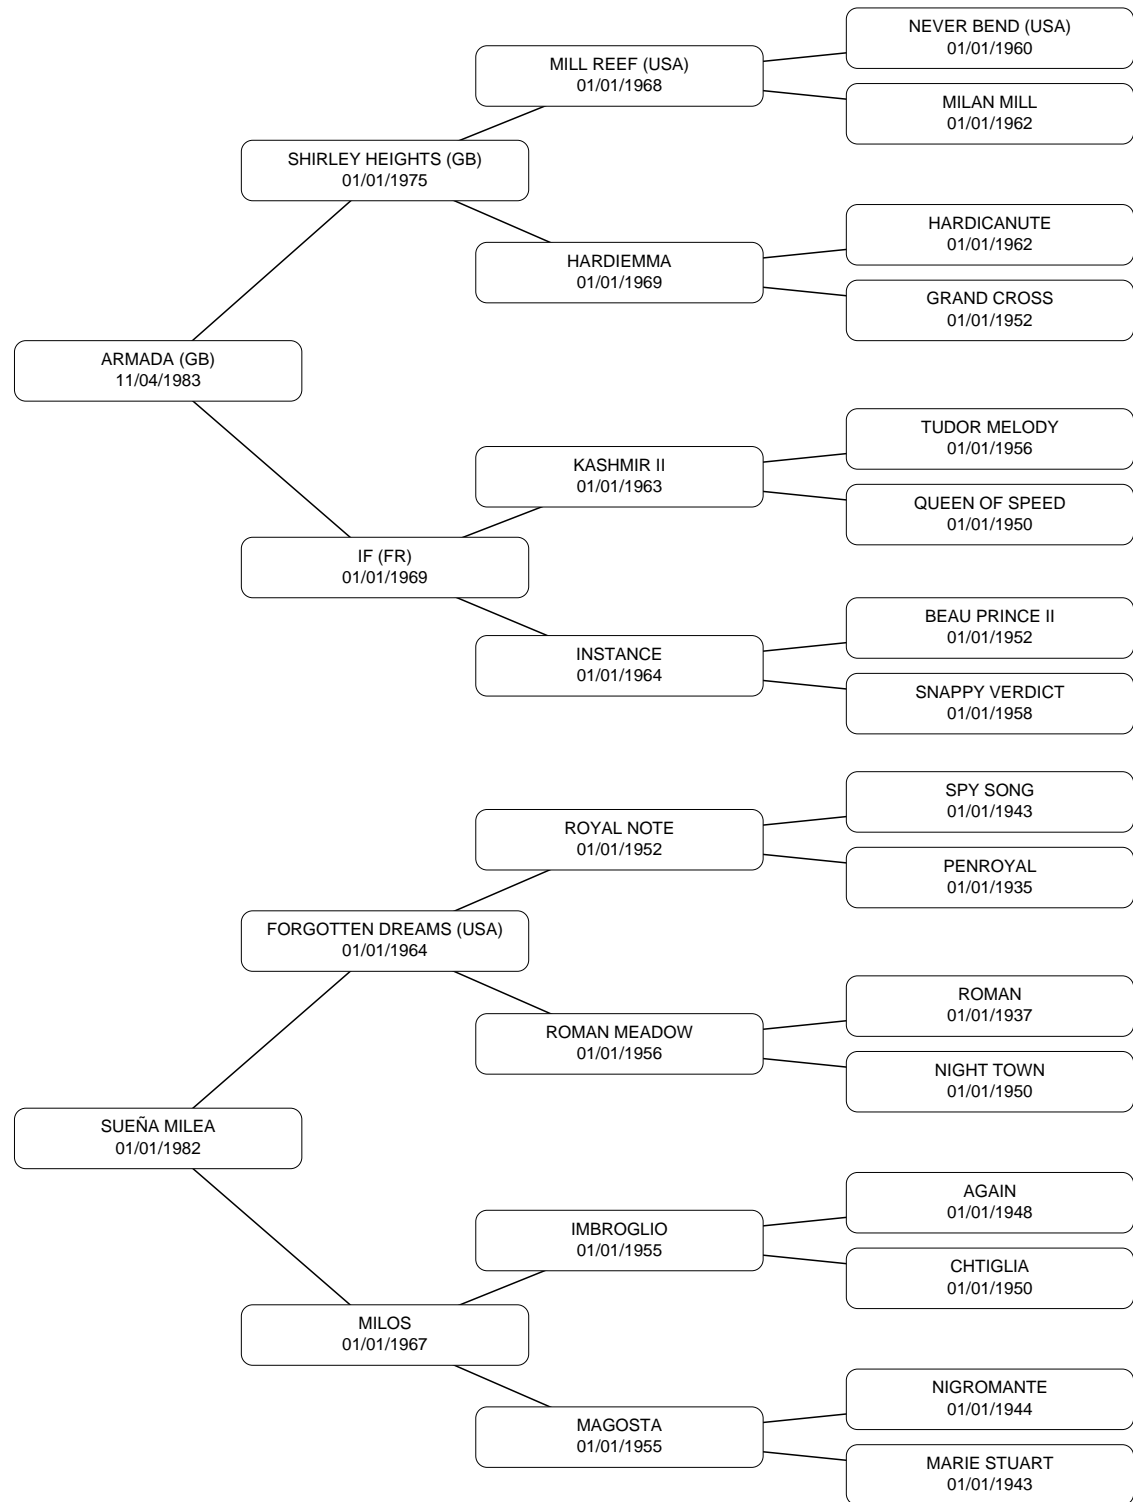 NEVER BEND (USA)
01/01/1960
MILL REEF (USA)
01/01/1968
MILAN MILL
01/01/1962
SHIRLEY HEIGHTS (GB)
01/01/1975
HARDICANUTE
01/01/1962
HARDIEMMA
01/01/1969
GRAND CROSS
01/01/1952
ARMADA (GB)
11/04/1983
TUDOR MELODY
01/01/1956
KASHMIR II
01/01/1963
QUEEN OF SPEED
01/01/1950
IF (FR)
01/01/1969
BEAU PRINCE II
01/01/1952
INSTANCE
01/01/1964
SNAPPY VERDICT
01/01/1958
SPY SONG
01/01/1943
ROYAL NOTE
01/01/1952
PENROYAL
01/01/1935
FORGOTTEN DREAMS (USA)
01/01/1964
ROMAN
01/01/1937
ROMAN MEADOW
01/01/1956
NIGHT TOWN
01/01/1950
SUEÑA MILEA
01/01/1982
AGAIN
01/01/1948
IMBROGLIO
01/01/1955
CHTIGLIA
01/01/1950
MILOS
01/01/1967
NIGROMANTE
01/01/1944
MAGOSTA
01/01/1955
MARIE STUART
01/01/1943